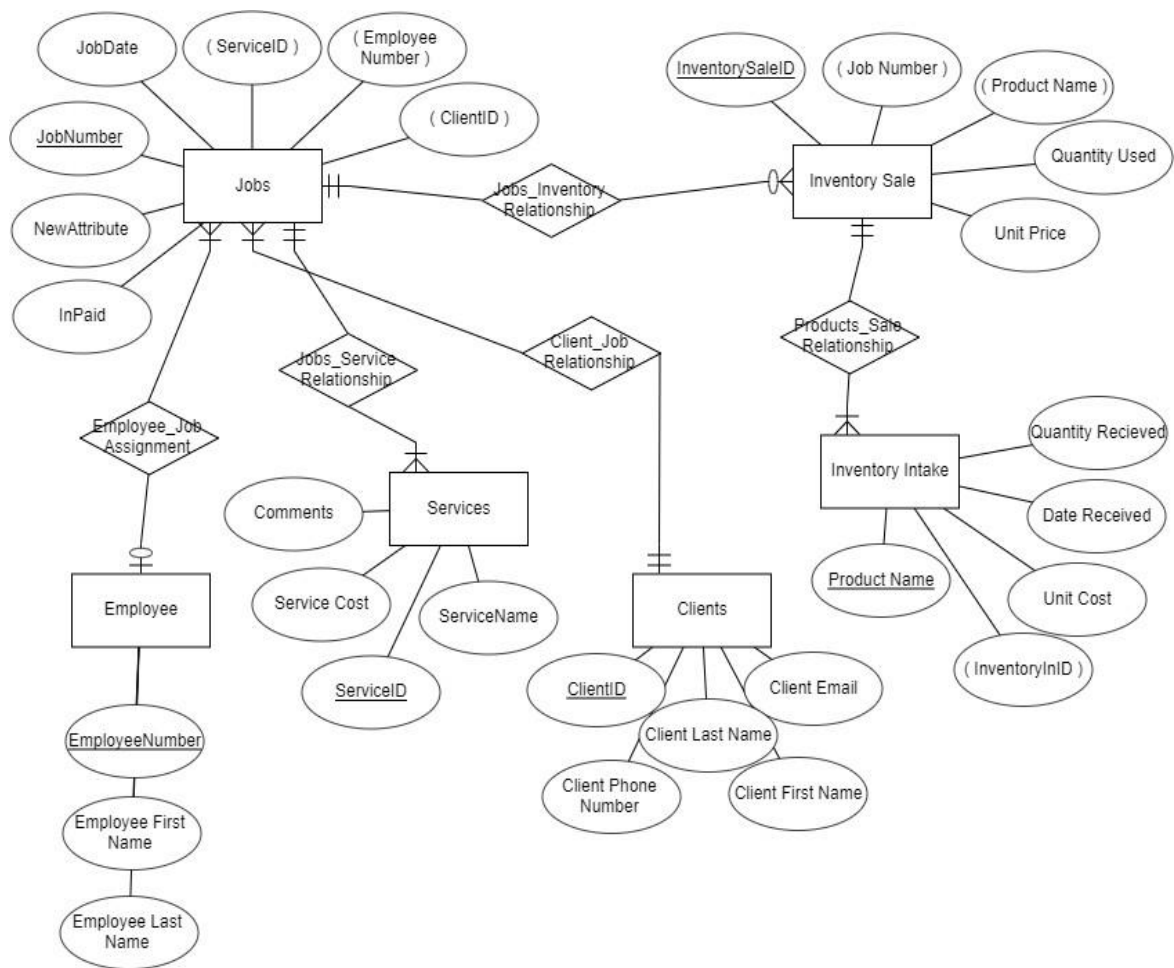 JobDate
( ServiceID )
( Employee
Number )
( ClientID )
JobNumber
Jobs
NewAttribute
InPaid
InventorySaleID
( Job Number )
( Product Name )
Quantity Used
Inventory Sale
Unit Price
Jobs_Inventory
Relationship
Jobs_Service
Relationship
Client_Job
Relationship
Products_Sale
Relationship
Employee_Job
Assignment
Quantity Recieved
Inventory Intake
Date Received
Product Name
Unit Cost
( InventoryInID )
Comments
Services
Service Cost
ServiceName
ServiceID
Employee
EmployeeNumber
Employee First
Name
Employee Last
Name
Clients
ClientID
Client Email
Client Last Name
Client Phone
Number
Client First Name